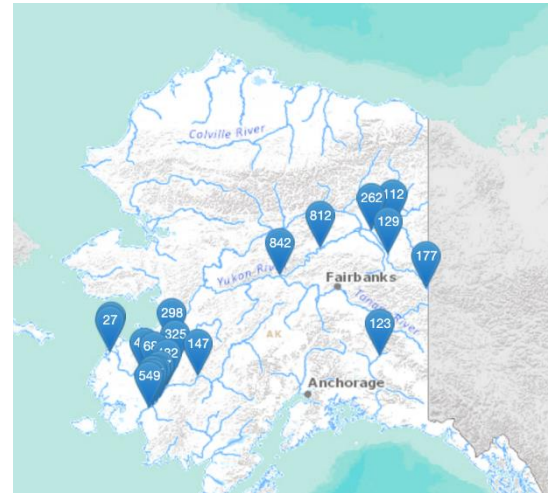 Colville River
262
112
812
129
842
177
Yukon River
Fairbanks
Tanana River
27
298
123
325
147
68
549
AK
Anchorage